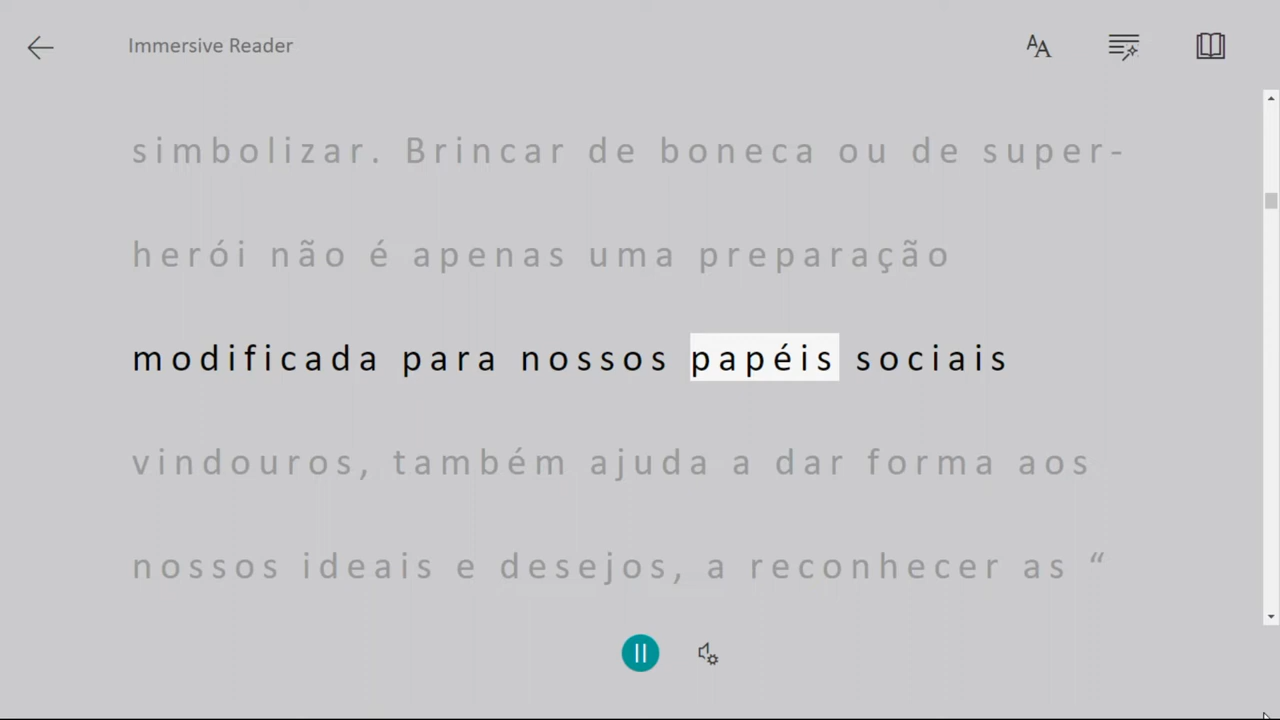 Immersive Reader
simbolizar. Brincar de boneca ou de super-
herói não é apenas uma preparação
modificada para nossos papéis sociais
vindouros, também ajuda a dar forma aos
nossos ideais e desejos, a reconhecer as “